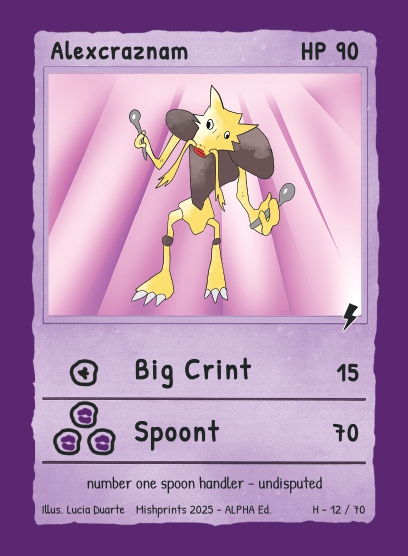 Alexcraznam HP 90
Big Crint 15
Spoont 70
number one spoon handler - undisputed
Illus. Lucia Duarte Mishprints 2025 - ALPHA Ed. H - 12 / 70